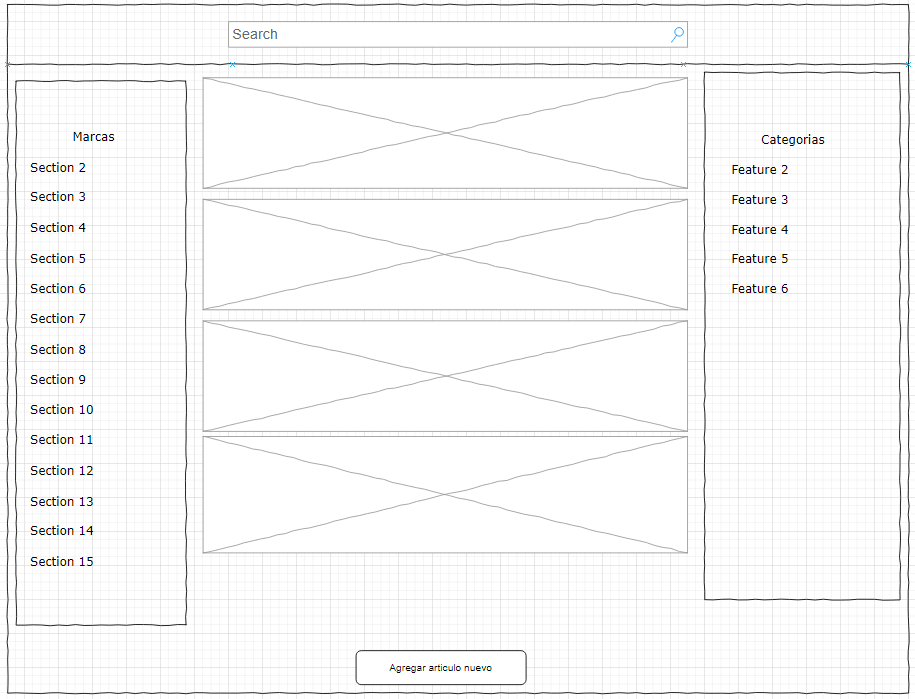 Search
Marcas
Section 2
Section 3
Section 4
Section 5
Section 6
Section 7
Section 8
Section 9
Section 10
Section 11
Section 12
Section 13
Section 14
Section 15
Categorias
Feature 2
Feature 3
Feature 4
Feature 5
Feature 6
Agregar articulo nuevo